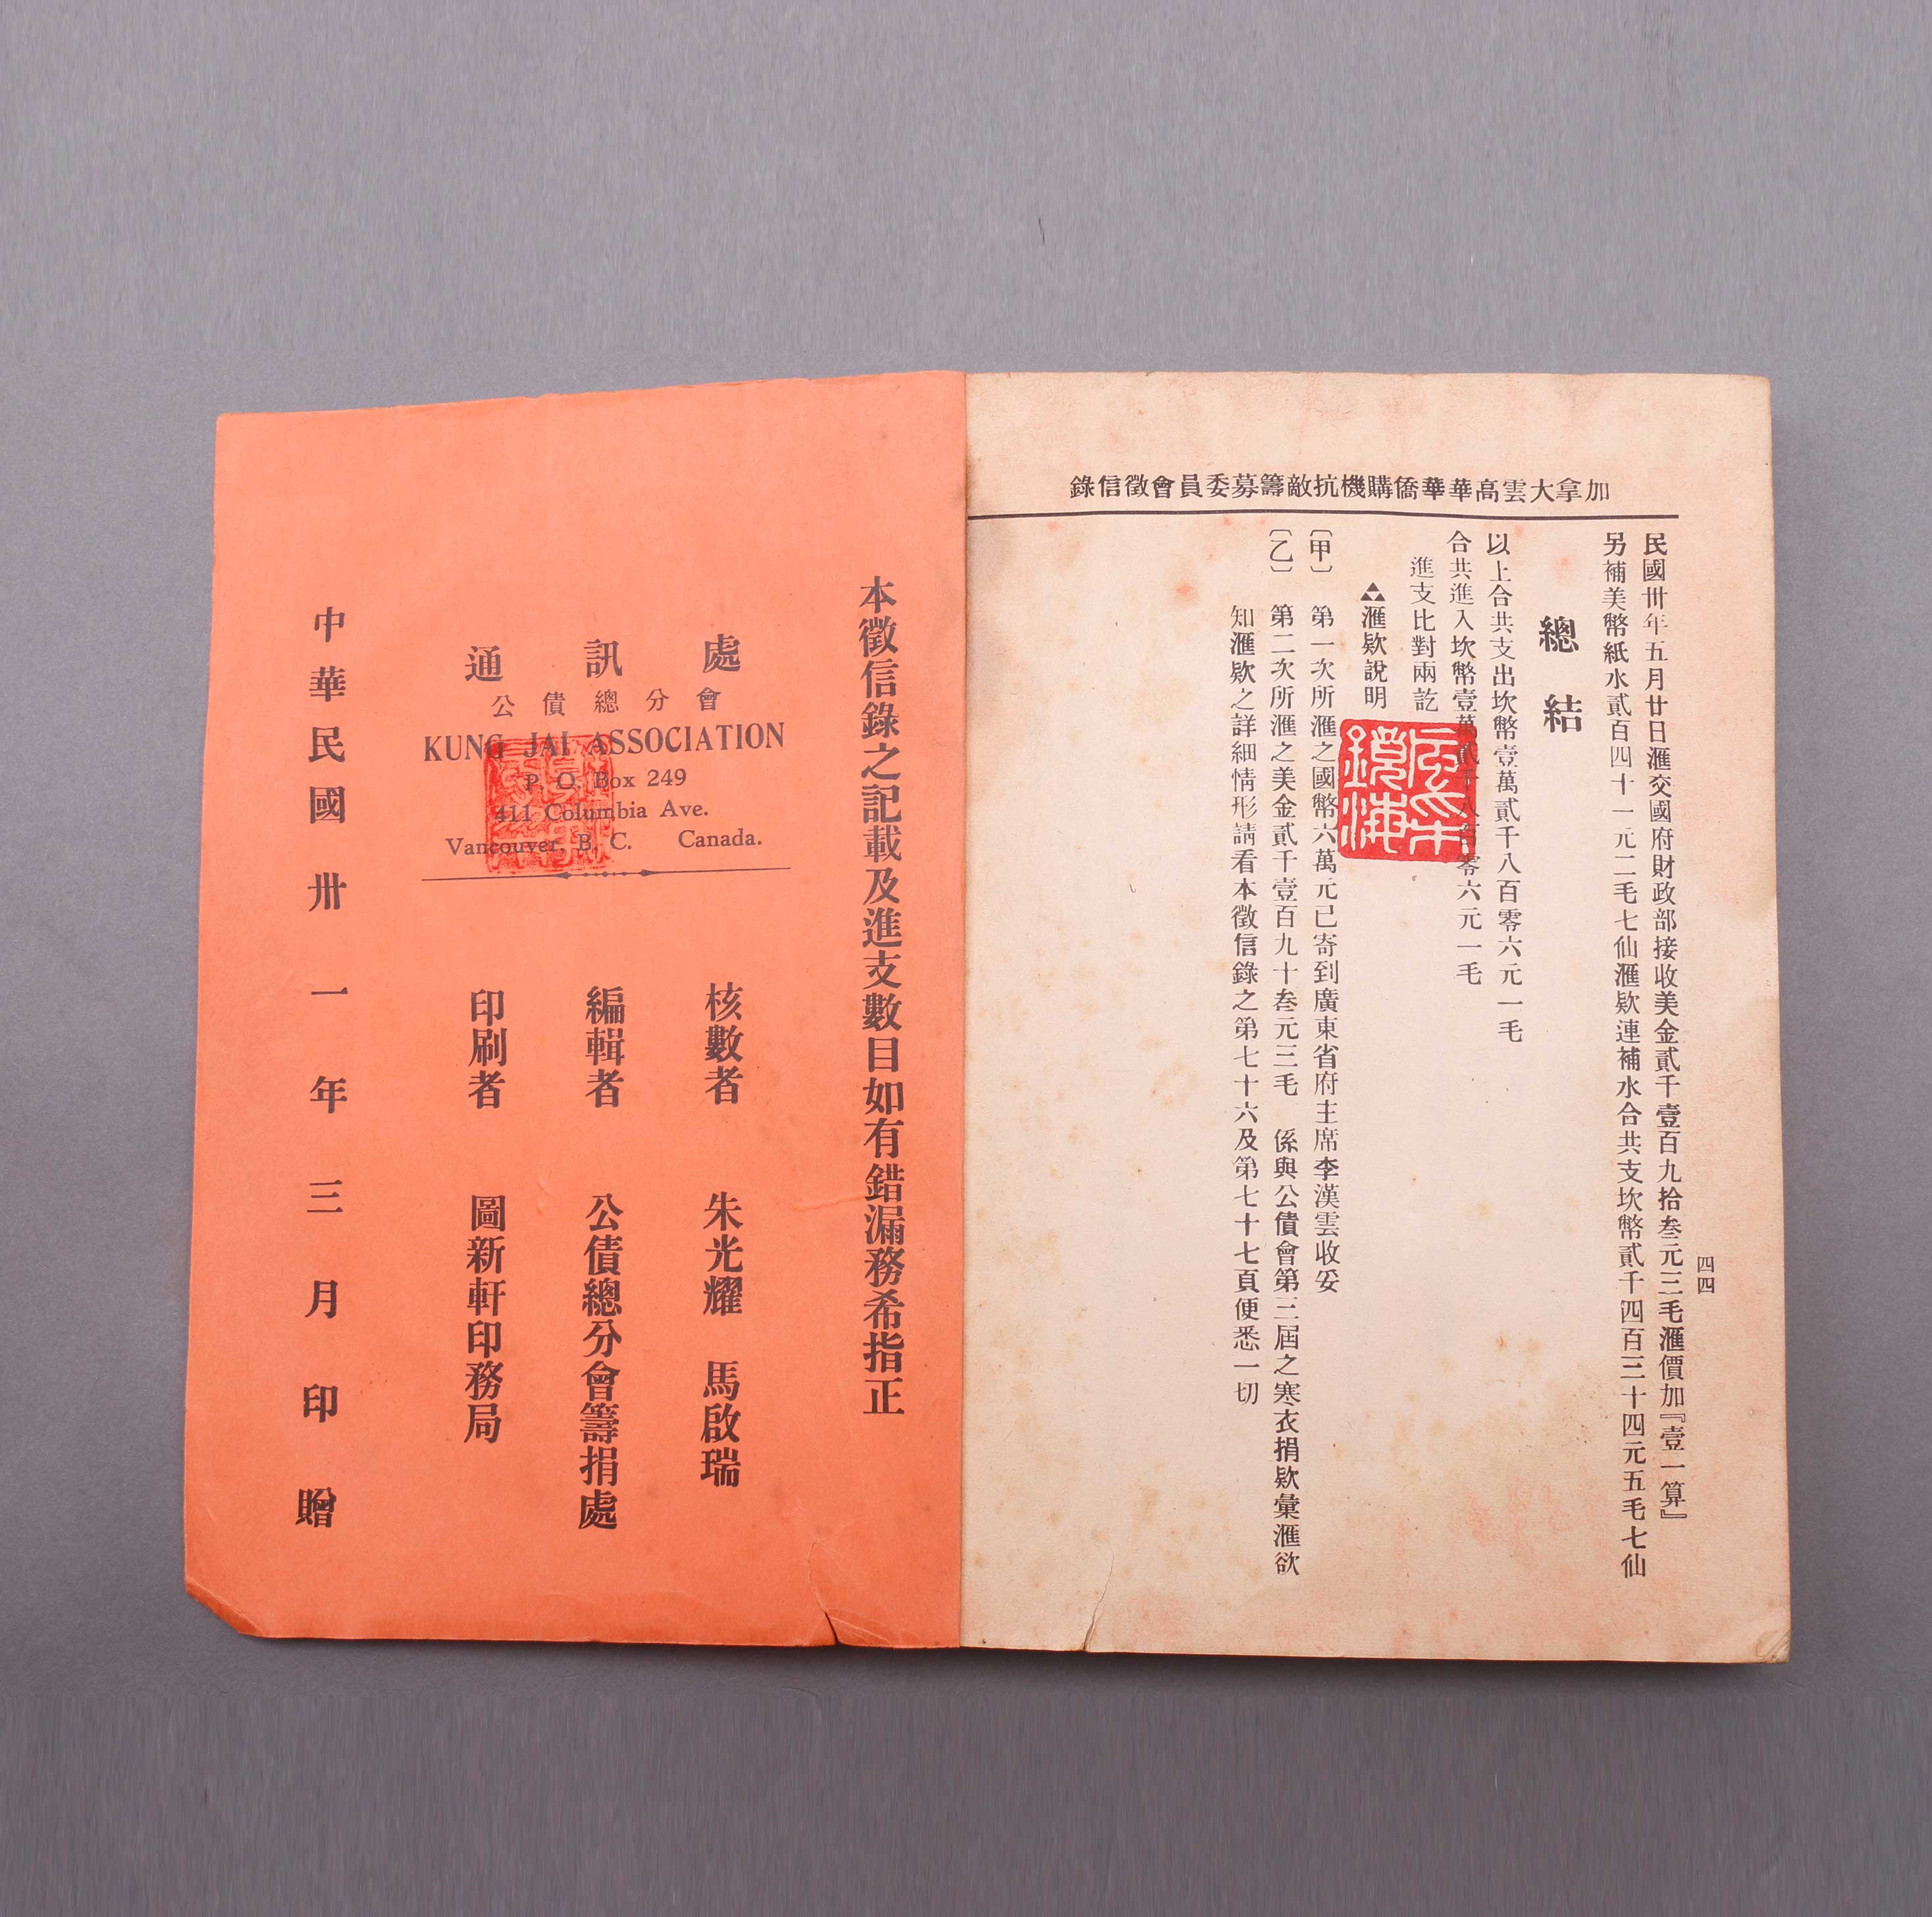 加拿大雲高華華僑購機抗敵籌募委員會徵信錄
四四
民國卅年五月廿日滙交國府財政部接收美金貳千壹百九拾叁元三毛滙價加『壹一算』
另補美幣紙水貳百四十一元二毛七仙滙欵連補水合共支坎幣貳千四百三十四元五毛七仙
總結
以上合共支出坎幣壹萬貳千八百零六元一毛
合共進入坎幣壹萬貳千八百零六元一毛
進支比對兩訖
滙欵說明
〔甲〕 第一次所滙之國幣六萬元已寄到廣東省府主席李漢雲收妥
〔乙〕 第二次所滙之美金貳千壹百九十叁元三毛 係與公債會第三屆之寒衣捐欵彙滙欲
知滙欵之詳細情形請看本徵信錄之第七十六及第七十七頁便悉一切
本徵信錄之記載及進支數目如有錯漏務希指正
通訊處
公債總分會
KUNG JAI ASSOCIATION
P. O. Box 249
411 Columbia Ave.
Vancouver, B. C. Canada.
核數者 朱光耀 馬啟瑞
編輯者 公債總分會籌捐處
印刷者 圖新軒印務局
中華民國卅一年三月印贈